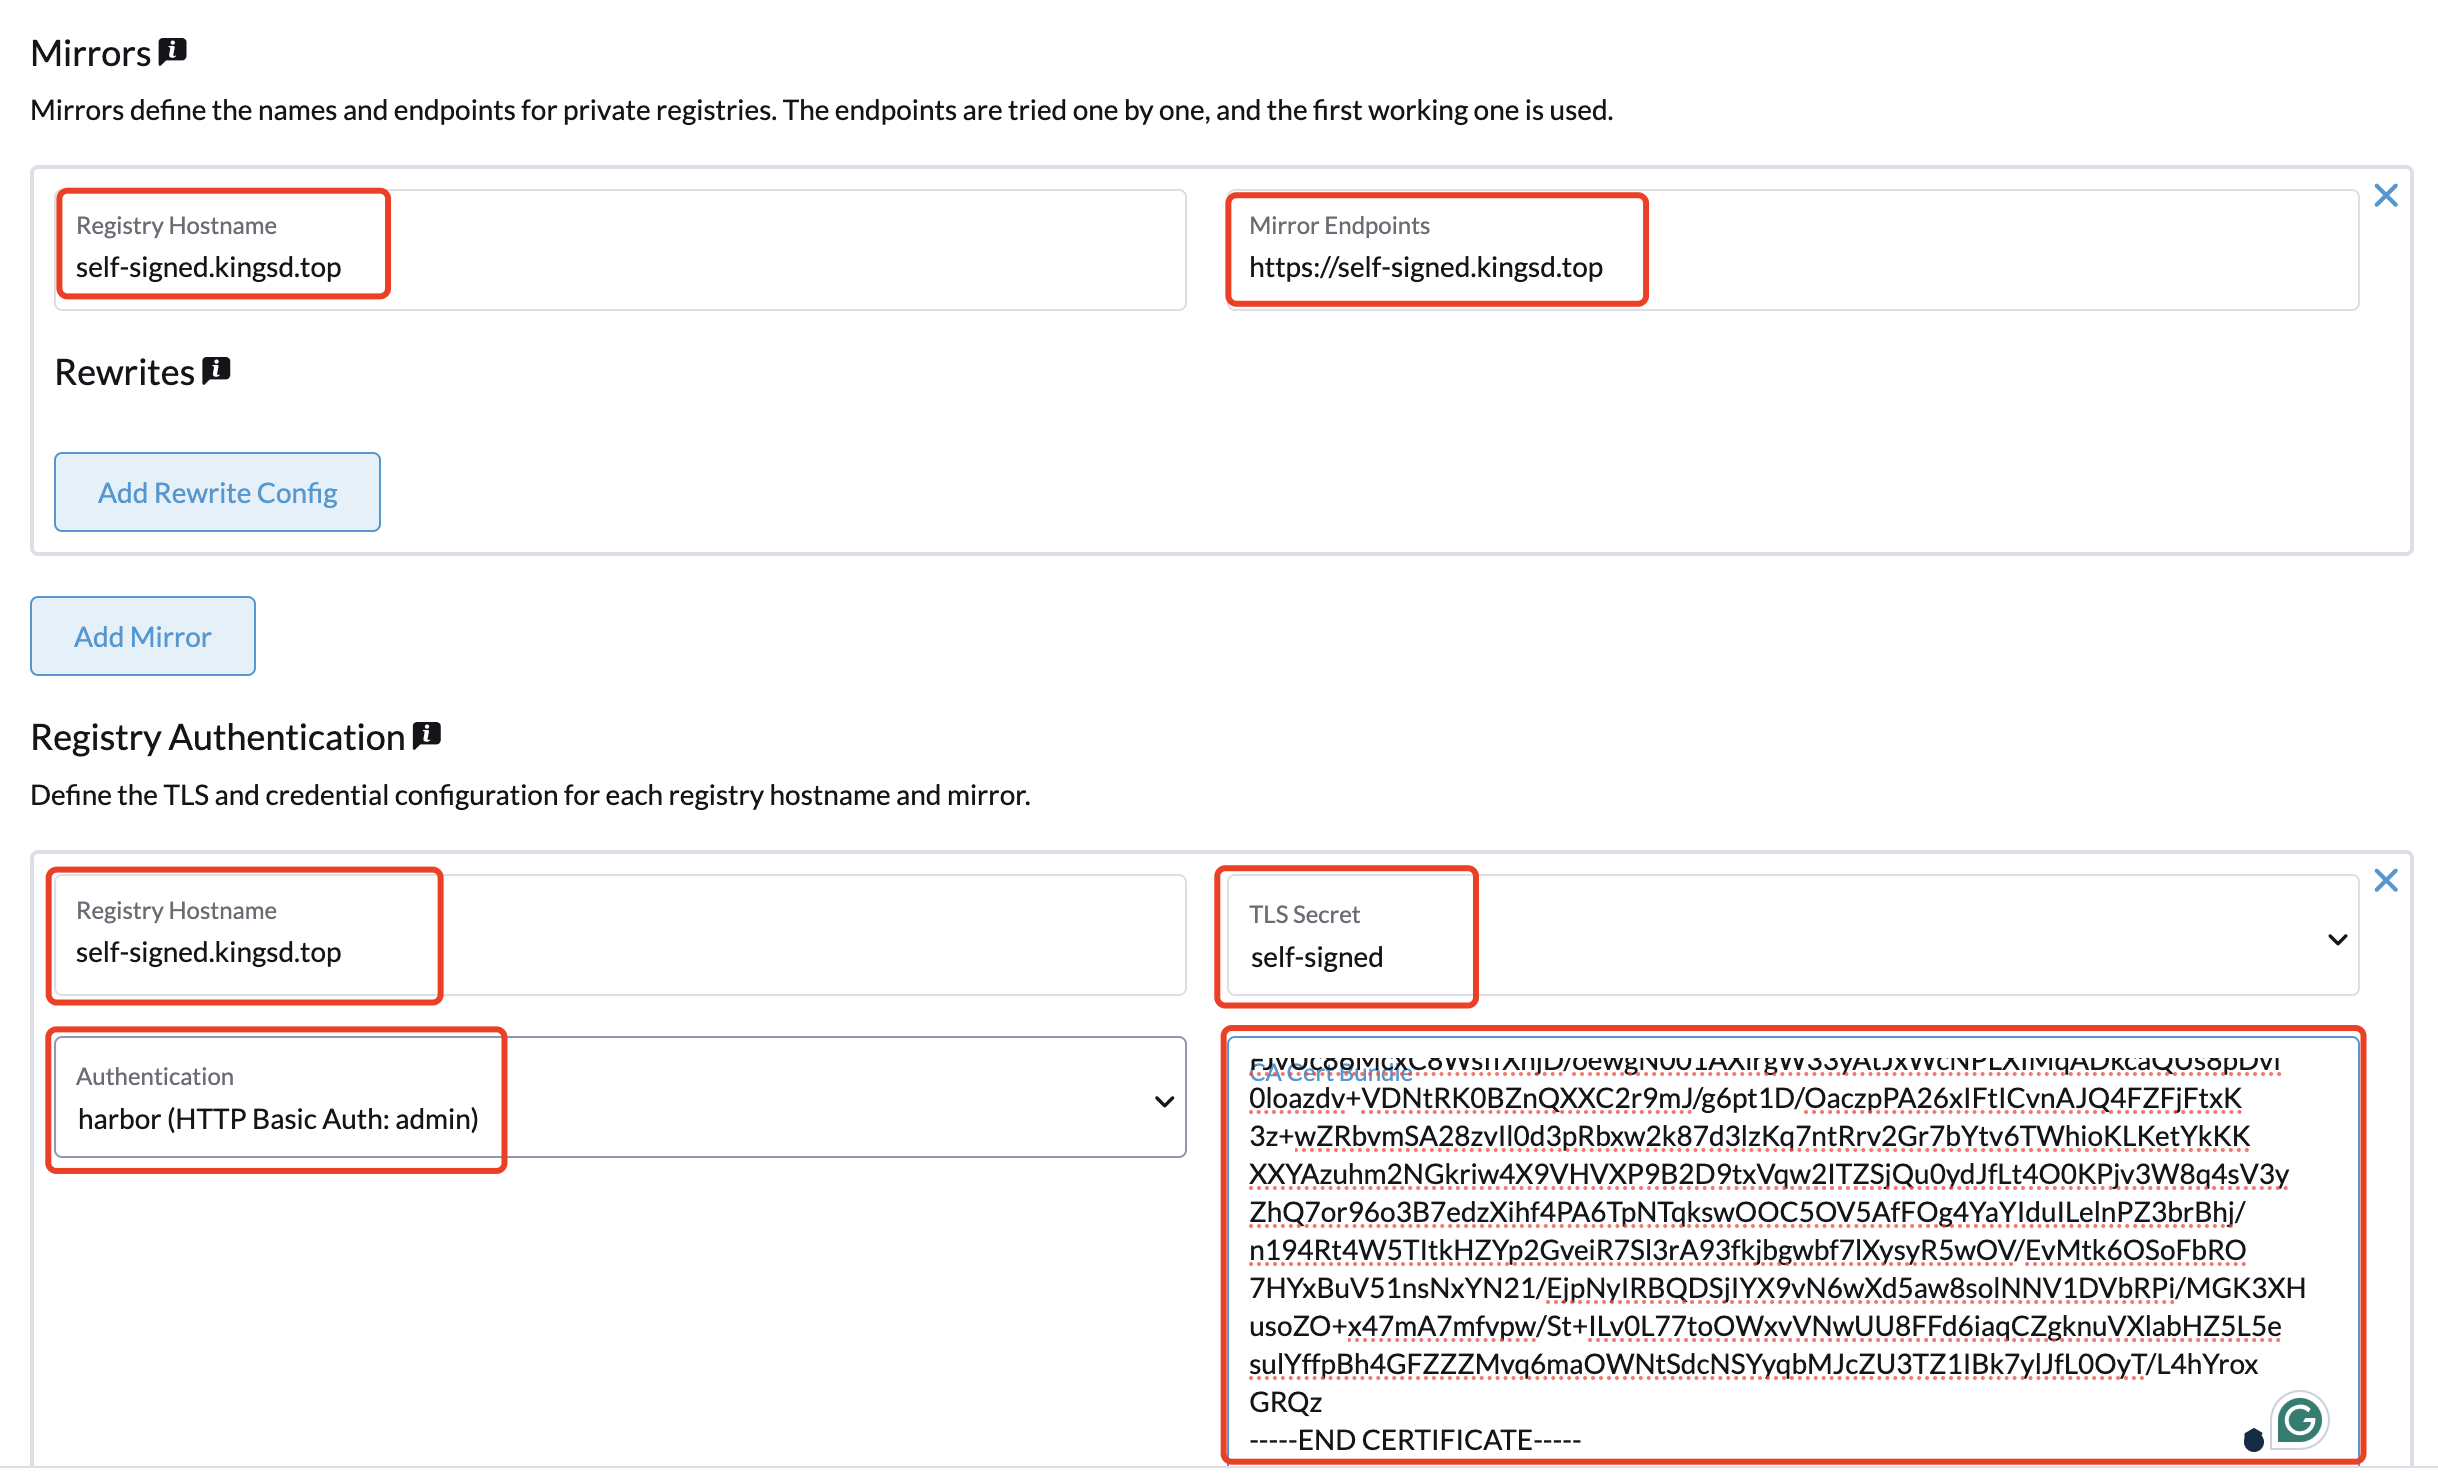 Mirrors
Mirrors define the names and endpoints for private registries. The endpoints are tried one by one, and the first working one is used.
Registry Hostname
self-signed.kingsd.top
Mirror Endpoints
https://self-signed.kingsd.top
Rewrites
Add Rewrite Config
Add Mirror
Registry Authentication
Define the TLS and credential configuration for each registry hostname and mirror.
Registry Hostname
self-signed.kingsd.top
TLS Secret
self-signed
Authentication
harbor (HTTP Basic Auth: admin)
CA Cert Bundle
0loazdv+VDNtRK0BZnQXXC2r9mJ/g6pt1D/OaczpPA26xIFtICvnAJQ4FZFjFtxK
3z+wZRbvmSA28zvIl0d3pRbxw2k87d3lzKq7ntRrv2Gr7bYtv6TWhioKLKetYkKK
XXYAzuhm2NGkriw4X9VHVXP9B2D9txVqw2ITZSjQu0ydJfLt4O0KPjv3W8q4sV3y
ZhQ7or96o3B7edzXihf4PA6TpNTqkswOOC5OV5AfFOg4YaYIduILelnPZ3brBhj/
n194Rt4W5TItkHZYp2GveiR7Sl3rA93fkjbgwbf7lXysyR5wOV/EvMtk6OSoFbRO
7HYxBuV51nsNxYN21/EjpNyIRBQDSjIYX9vN6wXd5aw8solNNV1DVbRPi/MGK3XH
usoZO+x47mA7mfvpw/St+ILv0L77toOWxvVNwUU8FFd6iaqCZgknuVXlabHZ5L5e
sulYffpBh4GFZZZMvq6maOWNtSdcNSYyqbMJcZU3TZ1IBk7ylJfL0OyT/L4hYrox
GRQz
-----END CERTIFICATE-----